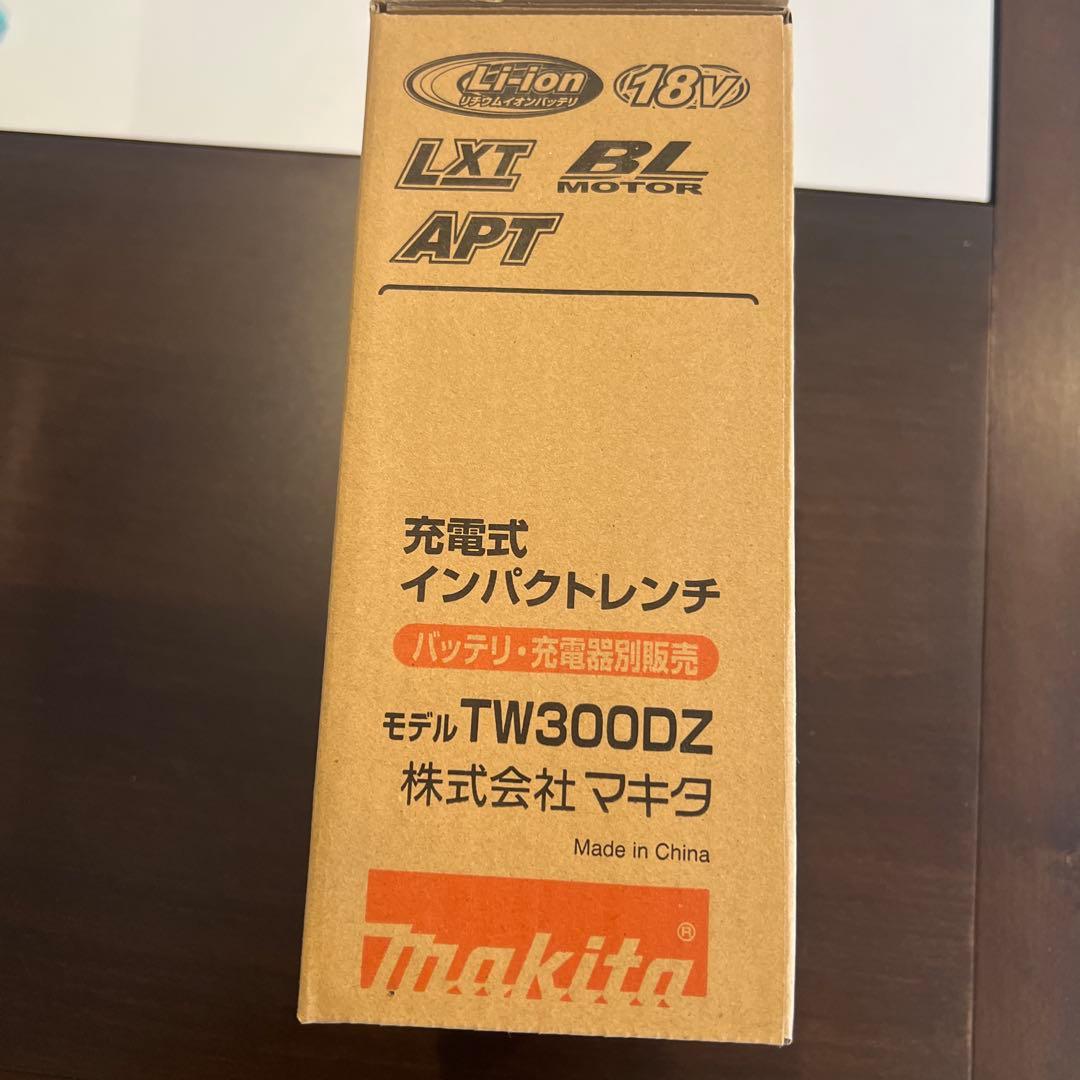 Li-ion 18V
リチウムイオンバッテリ
LXT BL
MOTOR
APT
充電式
インパクトレンチ
バッテリ・充電器別販売
モデル TW300DZ
株式会社 マキタ
Made in China
makita®